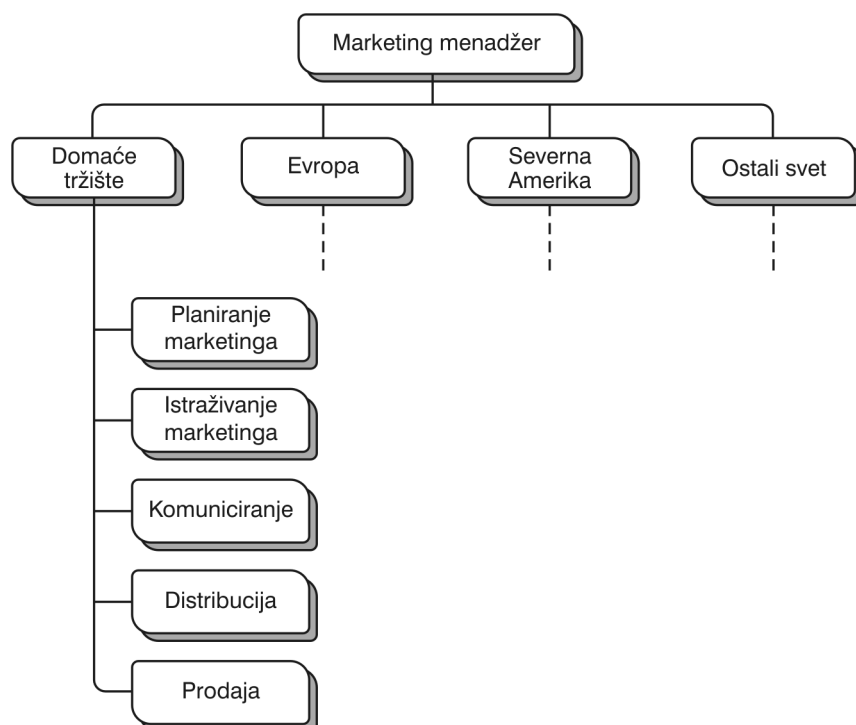 Marketing menadžer
Domaće
tržište
Evropa
Severna
Amerika
Ostali svet
Planiranje
marketinga
Istraživanje
marketinga
Komuniciranje
Distribucija
Prodaja